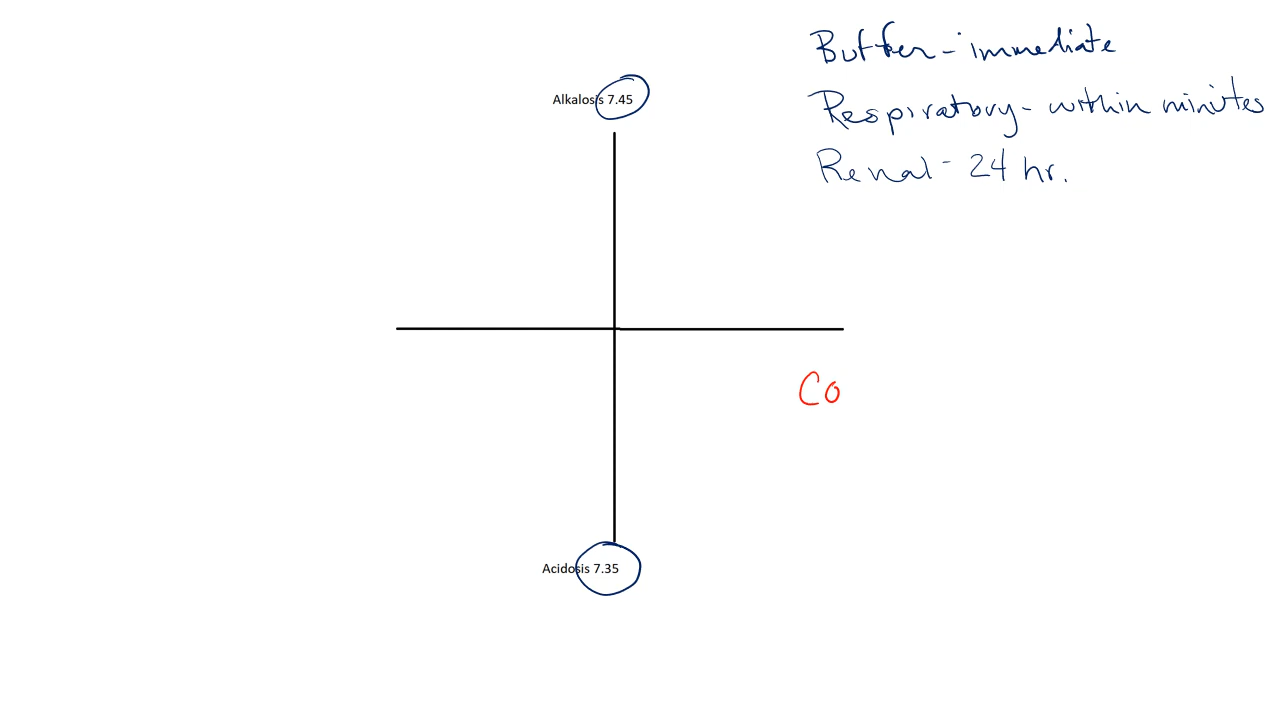 Buffer - immediate
Alkalosis 7.45
Respiratory - within minutes
Renal - 24 hr.
Co
Acidosis 7.35